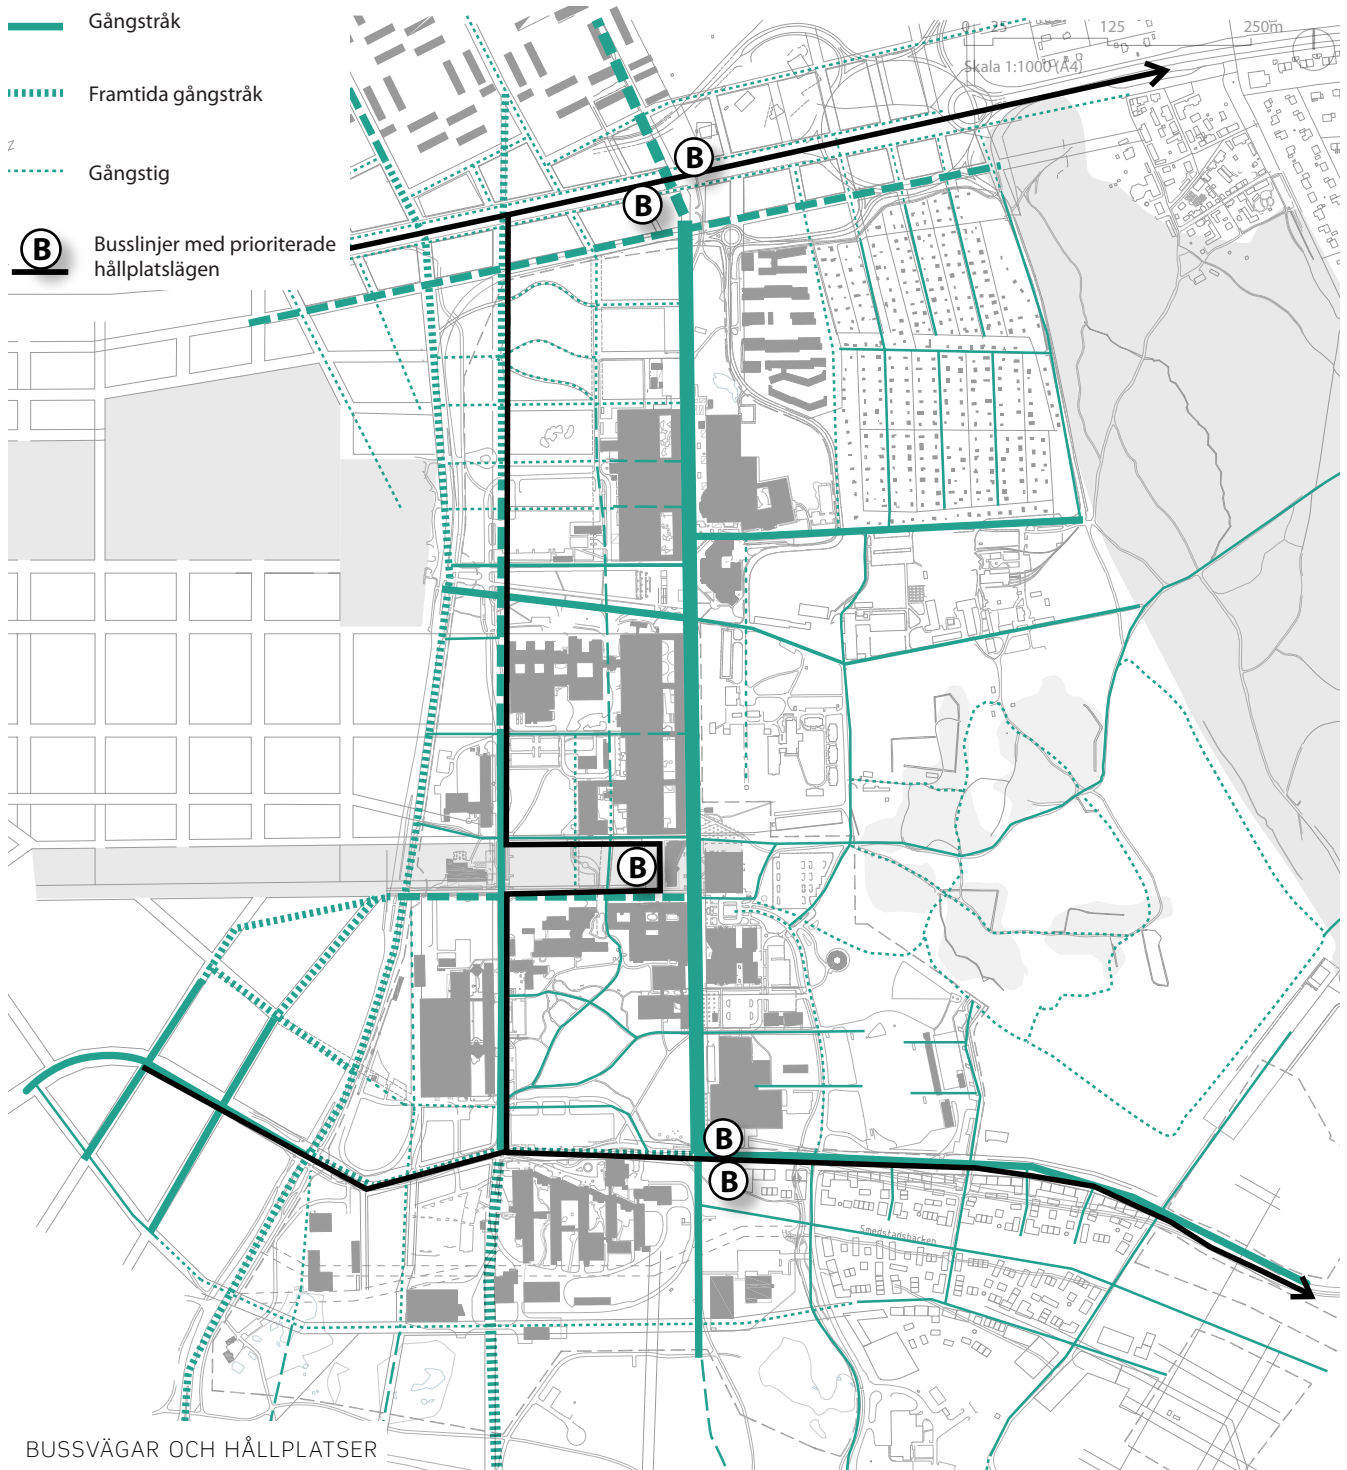 Gångstråk
Framtida gångstråk
Gångstig
B
Busslinjer med prioriterade
hållplatslägen
0 25 125 250m
Skala 1:1000 (A4)
B
B
B
B
B
Smedstadsbäcken
BUSSVÄGAR OCH HÅLLPLATSER